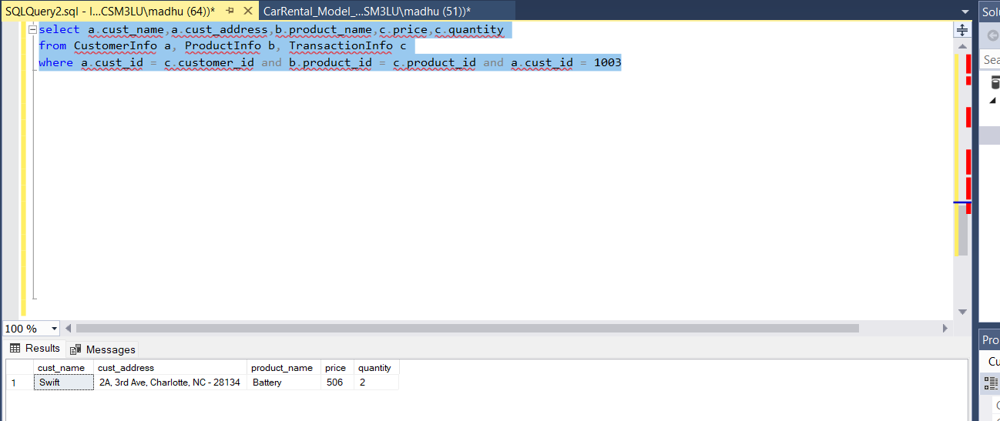 SQLQuery2.sql - I...CSM3LU\madhu (64))*
CarRental_Model_...SM3LU\madhu (51))*
Solu
select a.cust_name,a.cust_address,b.product_name,c.price,c.quantity
from CustomerInfo a, ProductInfo b, TransactionInfo c
where a.cust_id = c.customer_id and b.product_id = c.product_id and a.cust_id = 1003
Sea
100 %
Results Messages
Pro
cust_name cust_address product_name price quantity
1 Swift 2A, 3rd Ave, Charlotte, NC - 28134 Battery 506 2
Cu